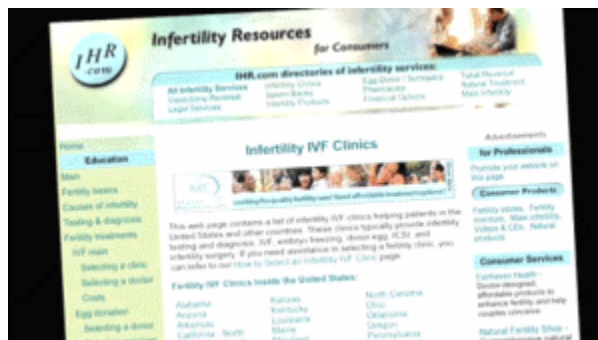 IHR
.com
Infertility Resources
for Consumers
IHR.com directories of infertility services:
All Infertility Services
Vasectomy Reversal
Legal Services
Infertility Clinics
Sperm Banks
Infertility Products
Egg Donor / Surrogacy
Pharmacies
Financial Options
Tubal Reversal
Natural Treatment
Male Infertility
Home
Education
Main
Fertility basics
Causes of infertility
Testing & diagnosis
Fertility treatments
IVF main
Selecting a clinic
Selecting a doctor
Costs
Egg donation
Selecting a doctor
Infertility IVF Clinics
ARC
This web page contains a list of infertility IVF clinics helping patients in the
United States and other countries. These clinics typically provide infertility
testing and diagnosis, IVF, embryo freezing, donor egg, ICSI, and
infertility surgery. If you need assistance in selecting a fertility clinic, you
can refer to our How to Select an Infertility IVF Clinic page.
Fertility IVF Clinics Inside the United States:
Alabama
Arizona
Arkansas
California - North
Kansas
Kentucky
Louisiana
Maine
Maryland
North Carolina
Ohio
Oklahoma
Oregon
Pennsylvania
Advertisements
for Professionals
Promote your website on
this page
Consumer Products
Fertility stores, Fertility
monitors, Male infertility,
Videos & CDs, Natural
products
Consumer Services
Fairhaven Health -
Doctor-designed,
affordable products to
enhance fertility and help
couples conceive.
Natural Fertility Shop -
Comprehensive natural